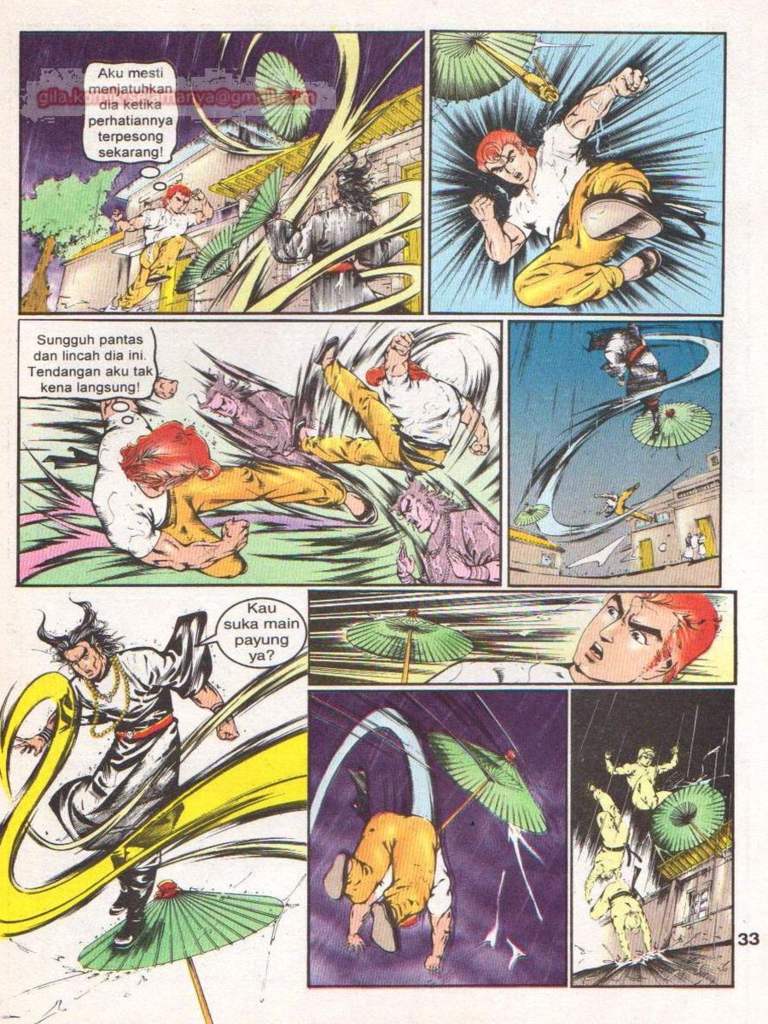 Aku mesti
menjatuhkan
dia ketika
perhatiannya
terpesong
sekarang!
Sungguh pantas
dan lincah dia ini.
Tendangan aku tak
kena langsung!
Kau
suka main
payung
ya?
33